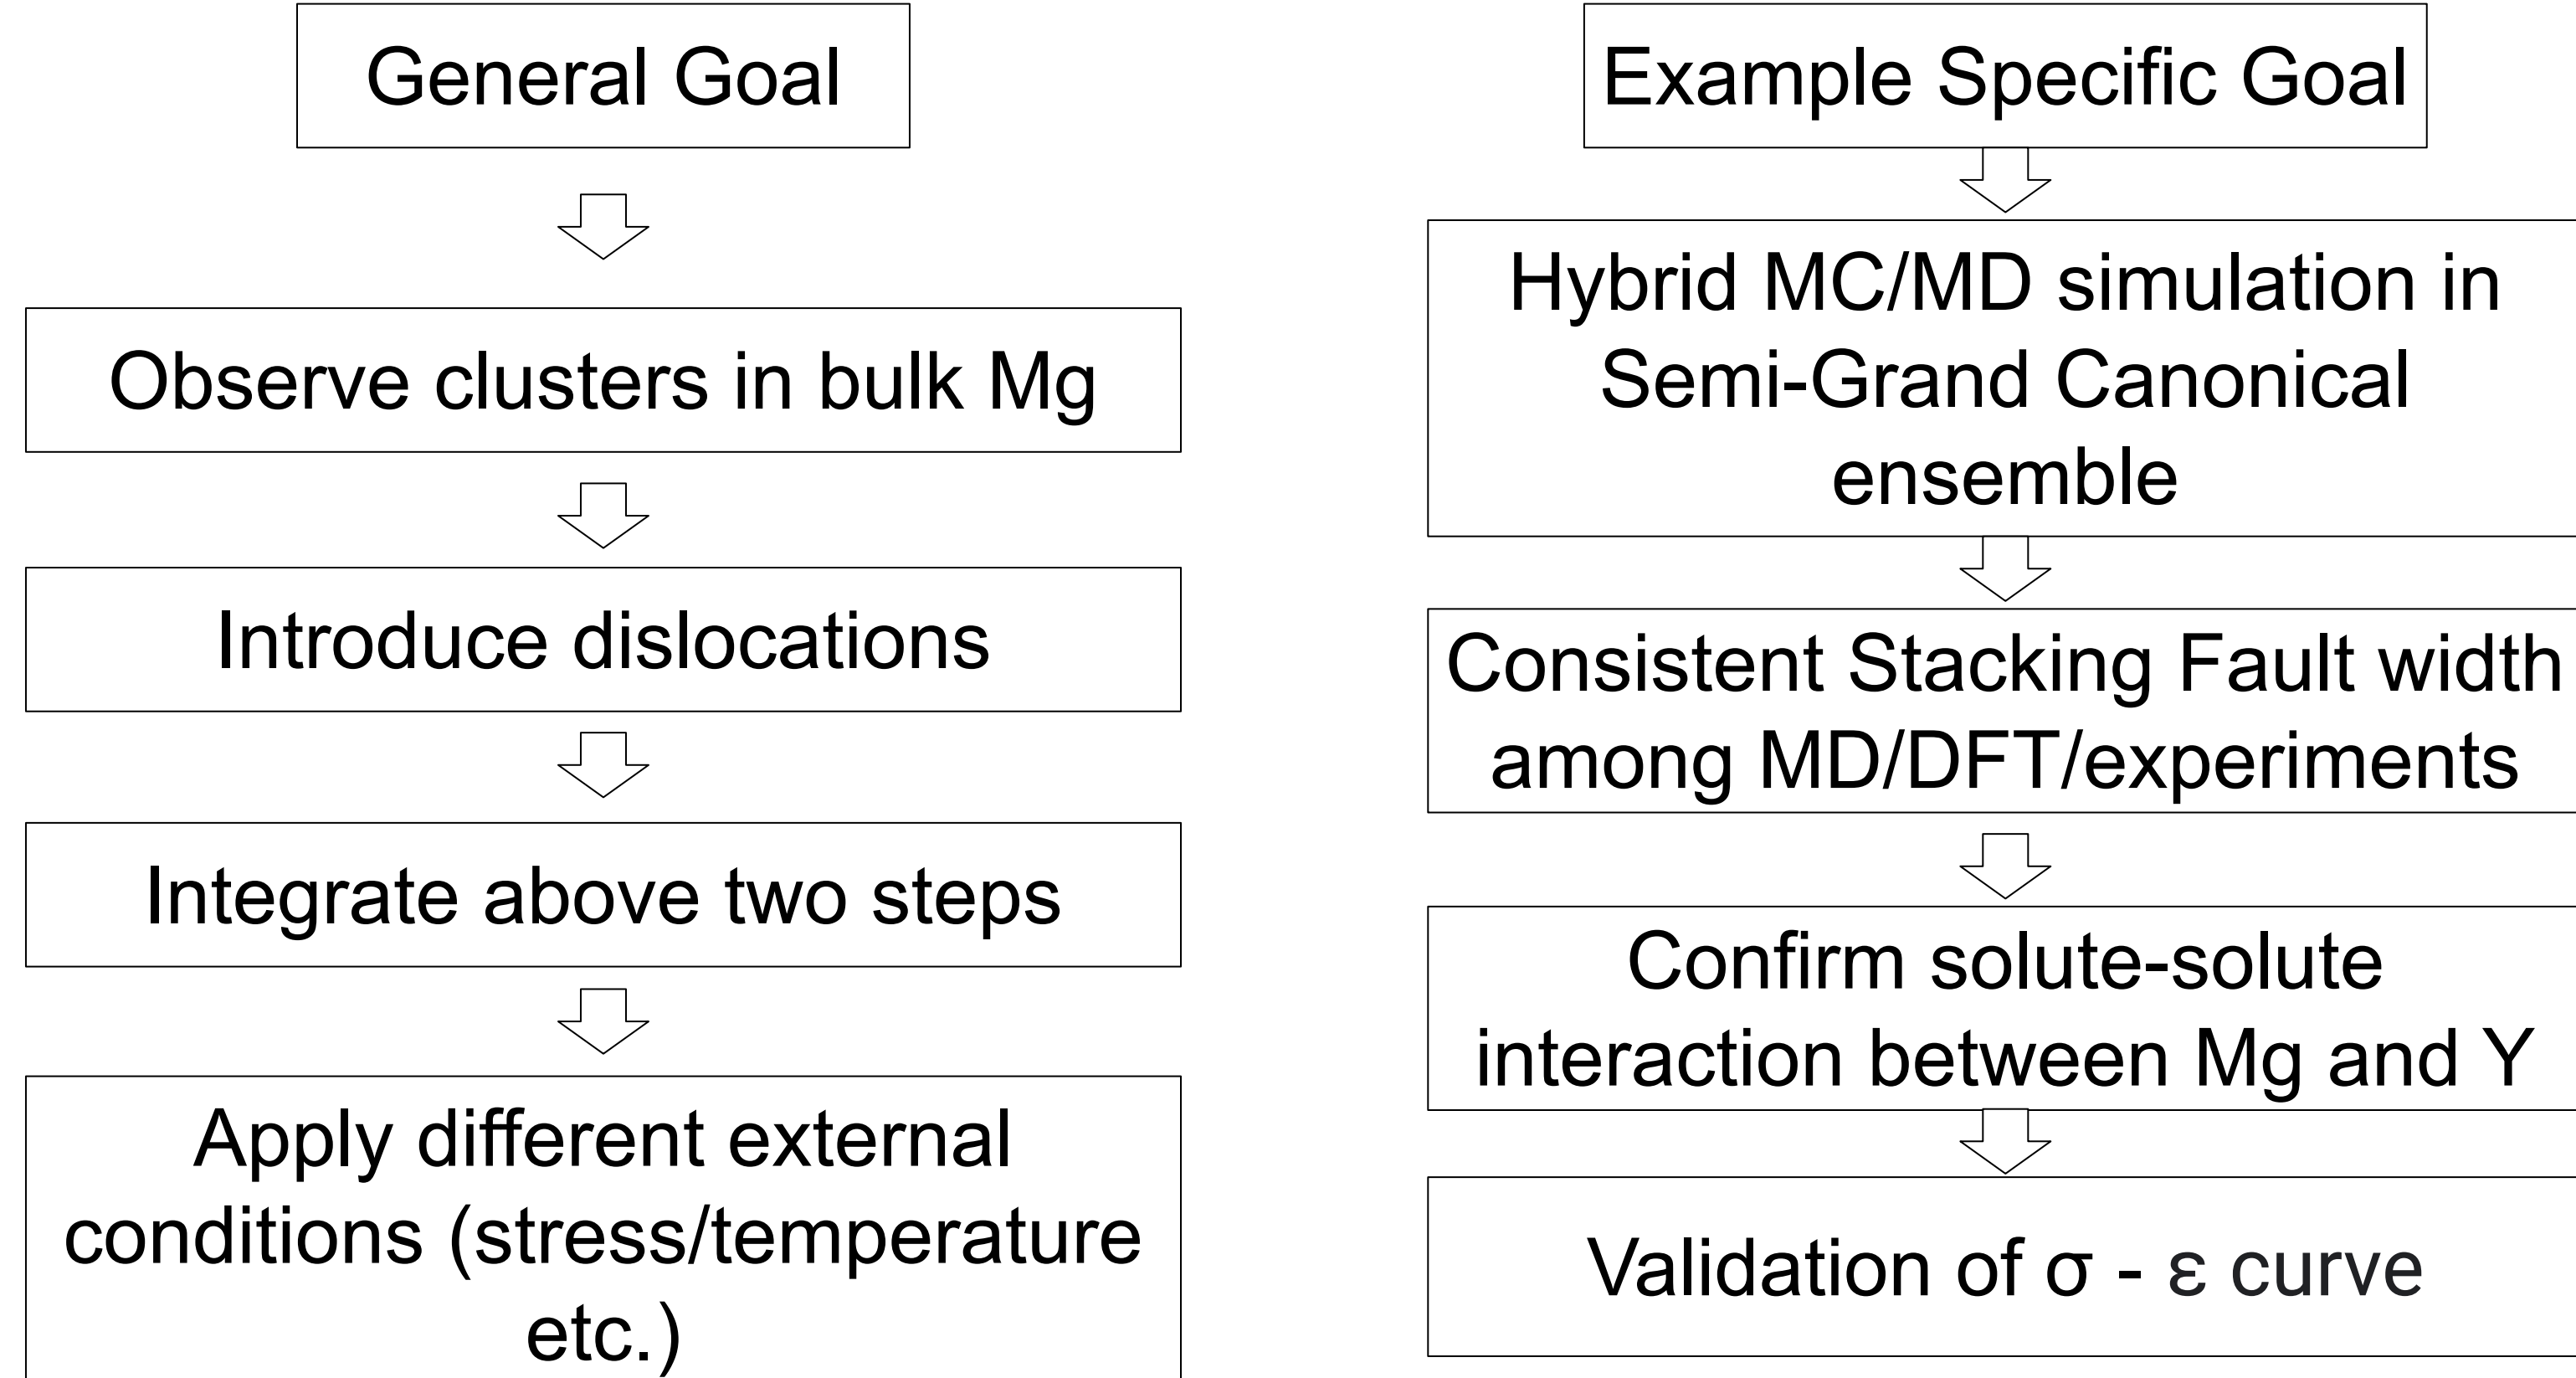 General Goal
Observe clusters in bulk Mg
Introduce dislocations
Integrate above two steps
Apply different external
conditions (stress/temperature
etc.)
Example Specific Goal
Hybrid MC/MD simulation in
Semi-Grand Canonical
ensemble
Consistent Stacking Fault width
among MD/DFT/experiments
Confirm solute-solute
interaction between Mg and Y
Validation of σ - ε curve